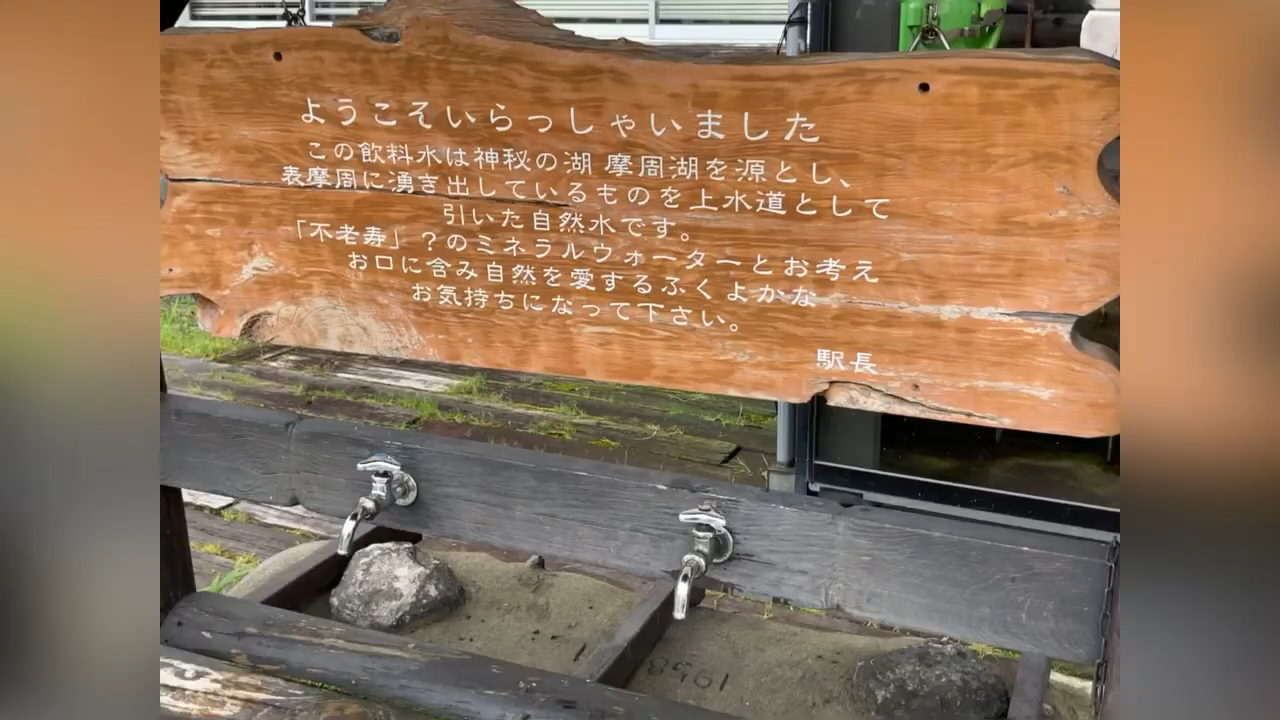 ようこそいらっしゃいました
この飲料水は神秘の湖 摩周湖を源とし、
表摩周に湧き出しているものを上水道として
引いた自然水です。
「不老寿」?のミネラルウォーターとお考え
お口に含み自然を愛するふくよかな
お気持ちになって下さい。
駅長
1958